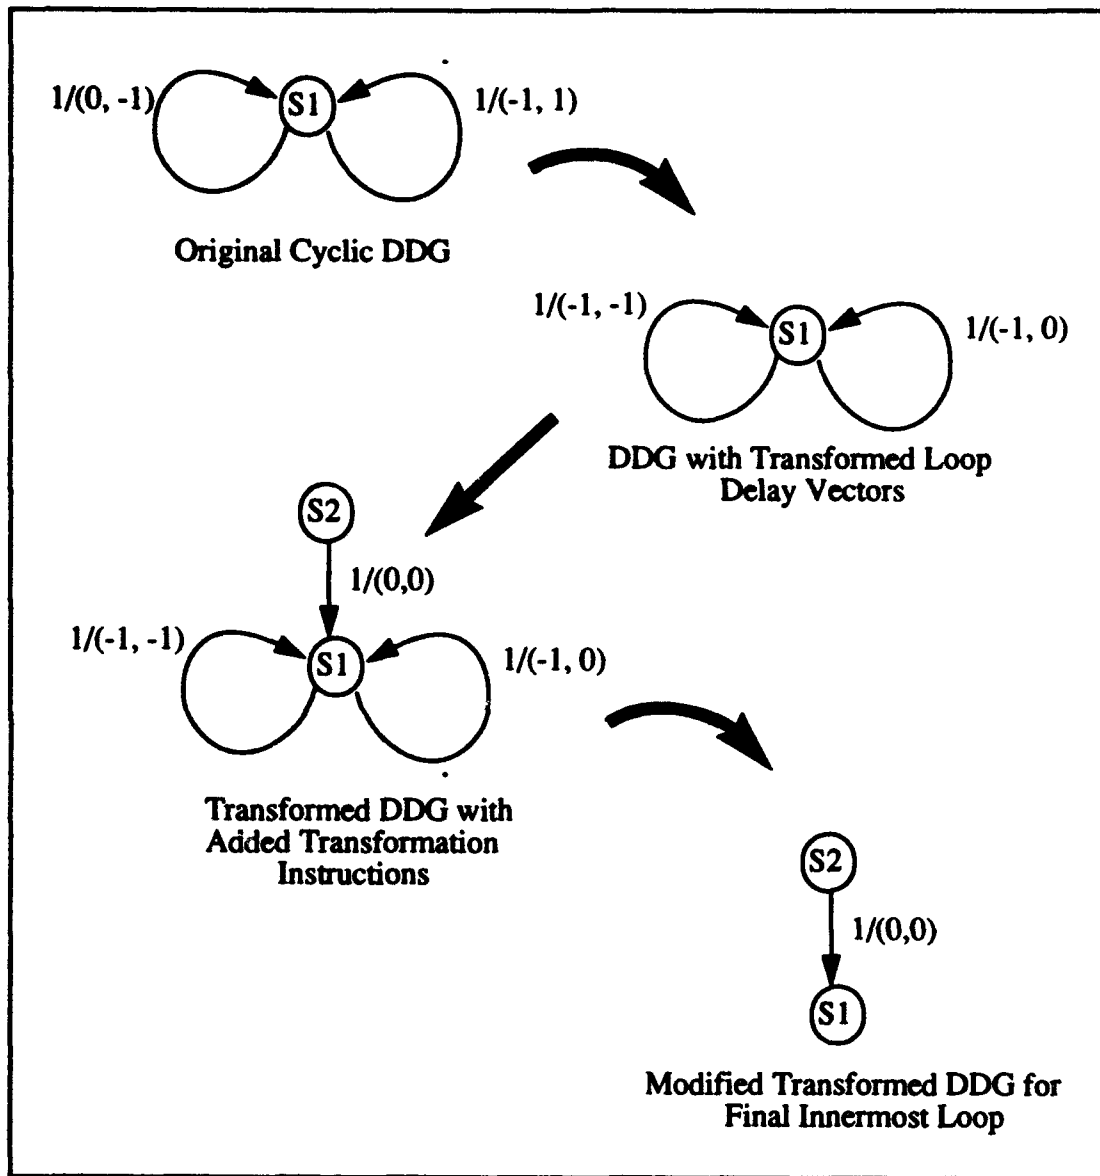 1/(0, -1)
S1
1/(-1, 1)
Original Cyclic DDG
1/(-1, -1)
S1
1/(-1, 0)
DDG with Transformed Loop
Delay Vectors
S2
1/(0,0)
1/(-1, -1)
S1
1/(-1, 0)
Transformed DDG with
Added Transformation
Instructions
S2
1/(0,0)
S1
Modified Transformed DDG for
Final Innermost Loop